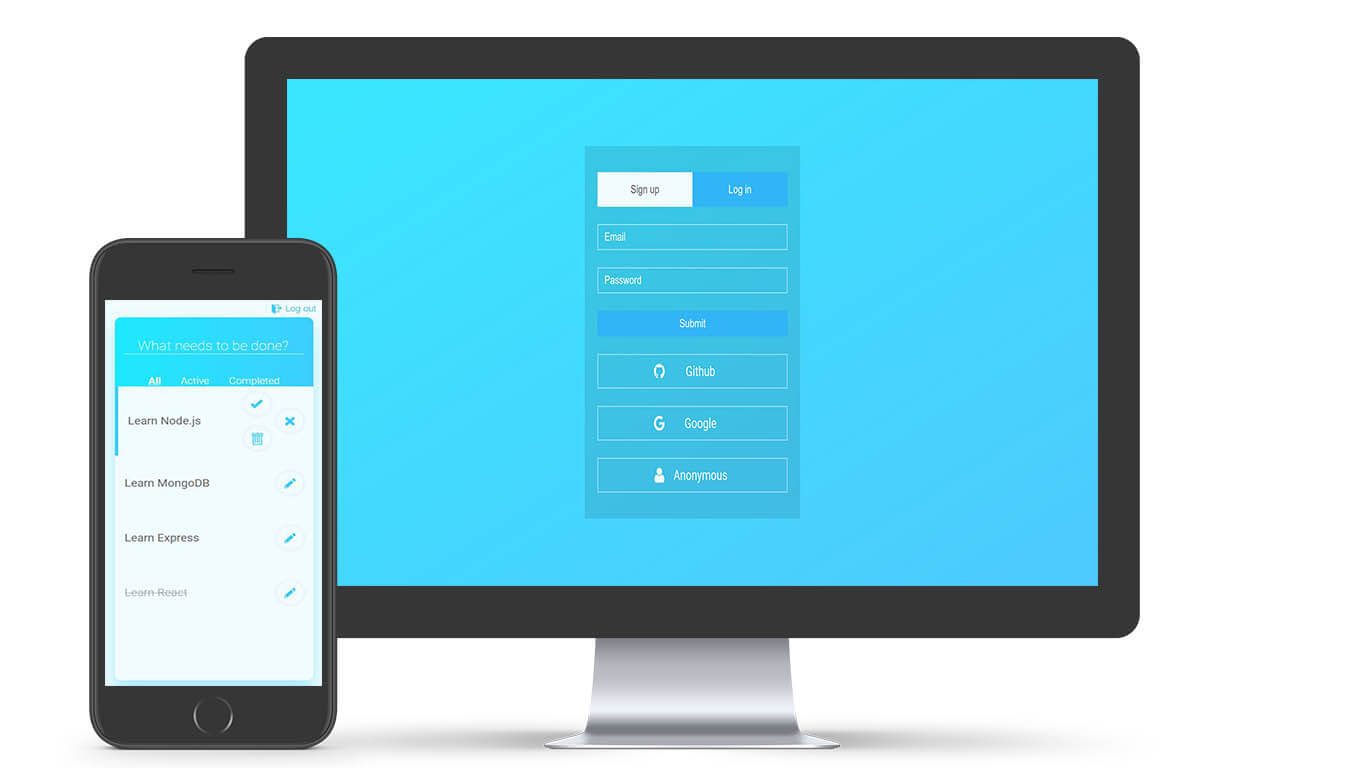 Sign up
Log in
Email
Password
Submit
Github
Google
Anonymous
Log out
What needs to be done?
All Active Completed
Learn Node.js
Learn MongoDB
Learn Express
Learn React